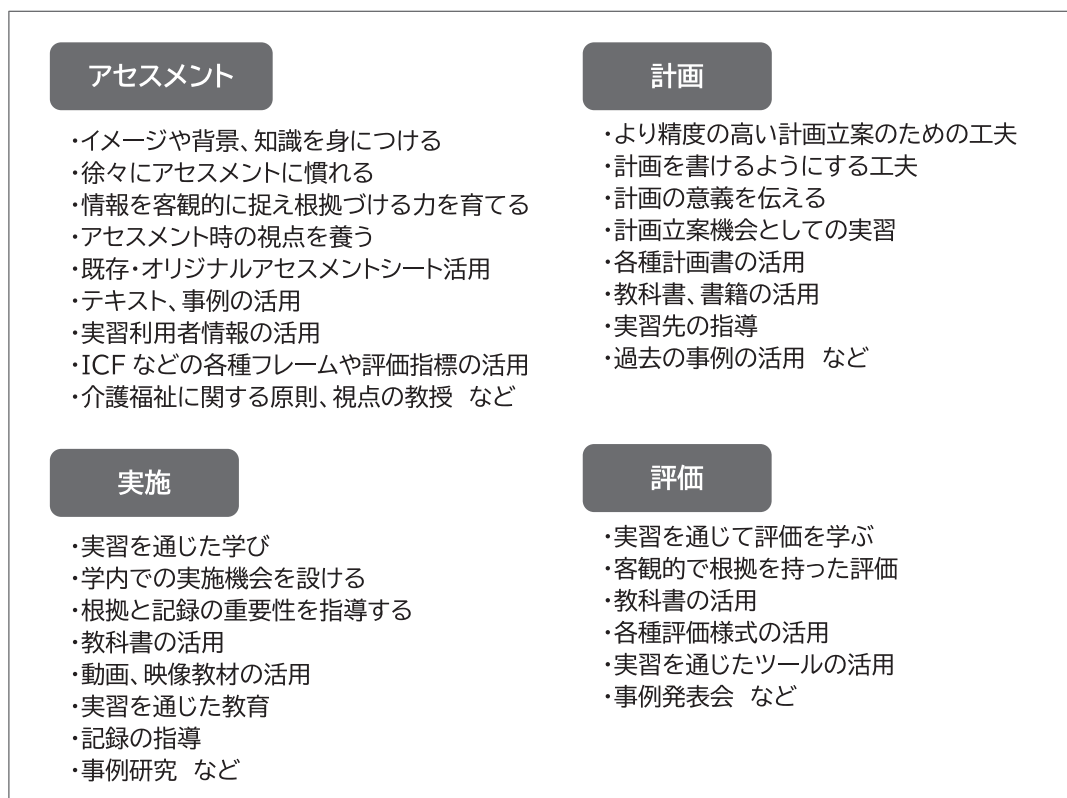 アセスメント
・イメージや背景、知識を身につける
・徐々にアセスメントに慣れる
・情報を客観的に捉え根拠づける力を育てる
・アセスメント時の視点を養う
・既存・オリジナルアセスメントシート活用
・テキスト、事例の活用
・実習利用者情報の活用
・ICF などの各種フレームや評価指標の活用
・介護福祉に関する原則、視点の教授 など
計画
・より精度の高い計画立案のための工夫
・計画を書けるようにする工夫
・計画の意義を伝える
・計画立案機会としての実習
・各種計画書の活用
・教科書、書籍の活用
・実習先の指導
・過去の事例の活用 など
実施
・実習を通じた学び
・学内での実施機会を設ける
・根拠と記録の重要性を指導する
・教科書の活用
・動画、映像教材の活用
・実習を通じた教育
・記録の指導
・事例研究 など
評価
・実習を通じて評価を学ぶ
・客観的で根拠を持った評価
・教科書の活用
・各種評価様式の活用
・実習を通じたツールの活用
・事例発表会 など